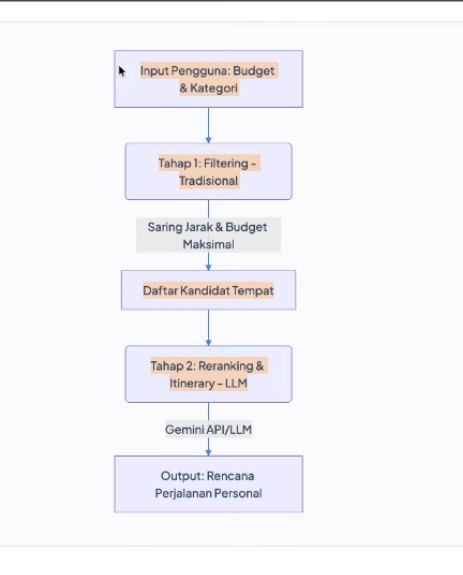 Input Pengguna: Budget
& Kategori
Tahap 1: Filtering -
Tradisional
Saring Jarak & Budget
Maksimal
Daftar Kandidat Tempat
Tahap 2: Reranking &
Itinerary - LLM
Gemini API/LLM
Output: Rencana
Perjalanan Personal